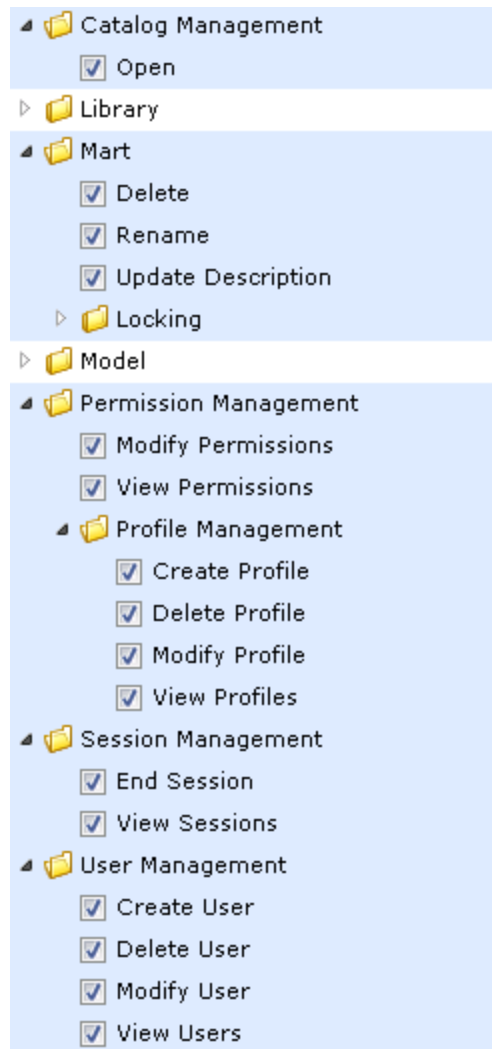 Catalog Management
Open
Library
Mart
Delete
Rename
Update Description
Locking
Model
Permission Management
Modify Permissions
View Permissions
Profile Management
Create Profile
Delete Profile
Modify Profile
View Profiles
Session Management
End Session
View Sessions
User Management
Create User
Delete User
Modify User
View Users